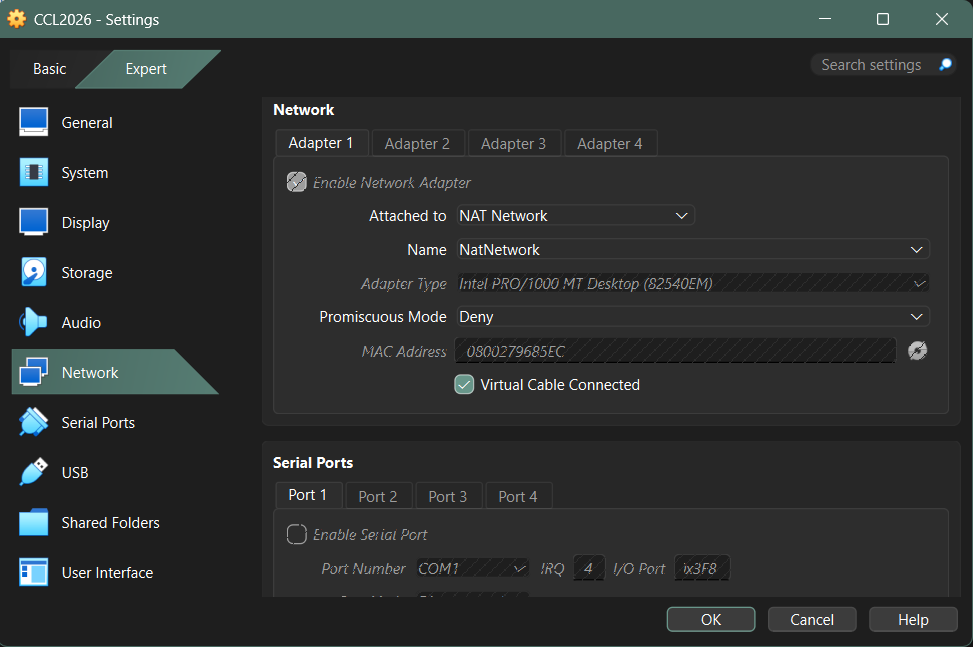 CCL2026 - Settings
Basic
Expert
Search settings
General
System
Display
Storage
Audio
Network
Serial Ports
USB
Shared Folders
User Interface
Network
Adapter 1 Adapter 2 Adapter 3 Adapter 4
Enable Network Adapter
Attached to NAT Network
Name NatNetwork
Adapter Type Intel PRO/1000 MT Desktop (82540EM)
Promiscuous Mode Deny
MAC Address 0800279685EC
Virtual Cable Connected
Serial Ports
Port 1 Port 2 Port 3 Port 4
Enable Serial Port
Port Number COM1 IRQ 4 I/O Port
OK Cancel Help